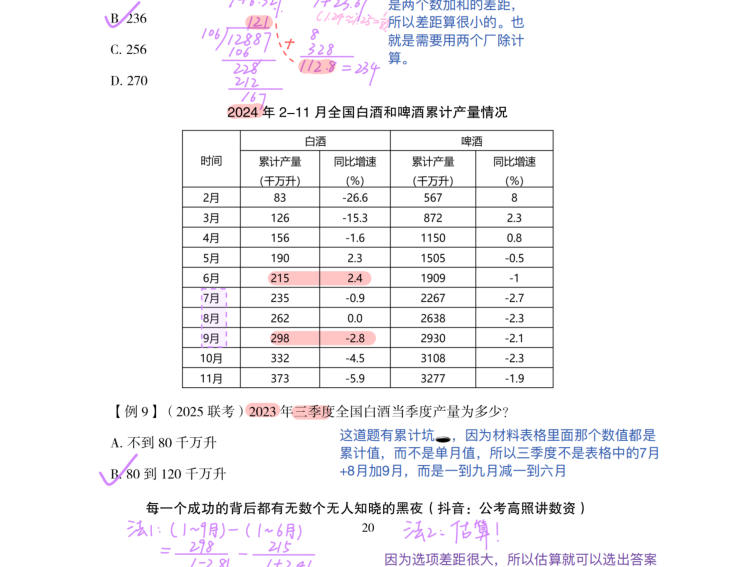 是两个数加和的差距，
B. 236
所以差距算很小的。也
就是需要用两个厂除计
算。
C. 256
D. 270
121
106 12887
106
228
212
167
+
8
328
112.8 = 234
2024 年 2-11 月全国白酒和啤酒累计产量情况
时间 白酒 啤酒
累计产量 同比增速 累计产量 同比增速
（千万升） （%） （千万升） （%）
2月 83 -26.6 567 8
3月 126 -15.3 872 2.3
4月 156 -1.6 1150 0.8
5月 190 2.3 1505 -0.5
6月 215 2.4 1909 -1
7月 235 -0.9 2267 -2.7
8月 262 0.0 2638 -2.3
9月 298 -2.8 2930 -2.1
10月 332 -4.5 3108 -2.3
11月 373 -5.9 3277 -1.9
【例 9】（2025 联考）2023 年三季度全国白酒当季度产量为多少？
A. 不到 80 千万升
B. 80 到 120 千万升
这道题有累计坑，因为材料表格里面那个数值都是
累计值，而不是单月值，所以三季度不是表格中的7月
+8月加9月，而是一到九月减一到六月
每一个成功的背后都有无数个无人知晓的黑夜（抖音：公考高照讲数资）
20
法1：(1~9月)-(1~6月)
= 298 - 215
法2：估算！
因为选项差距很大，所以估算就可以选出答案